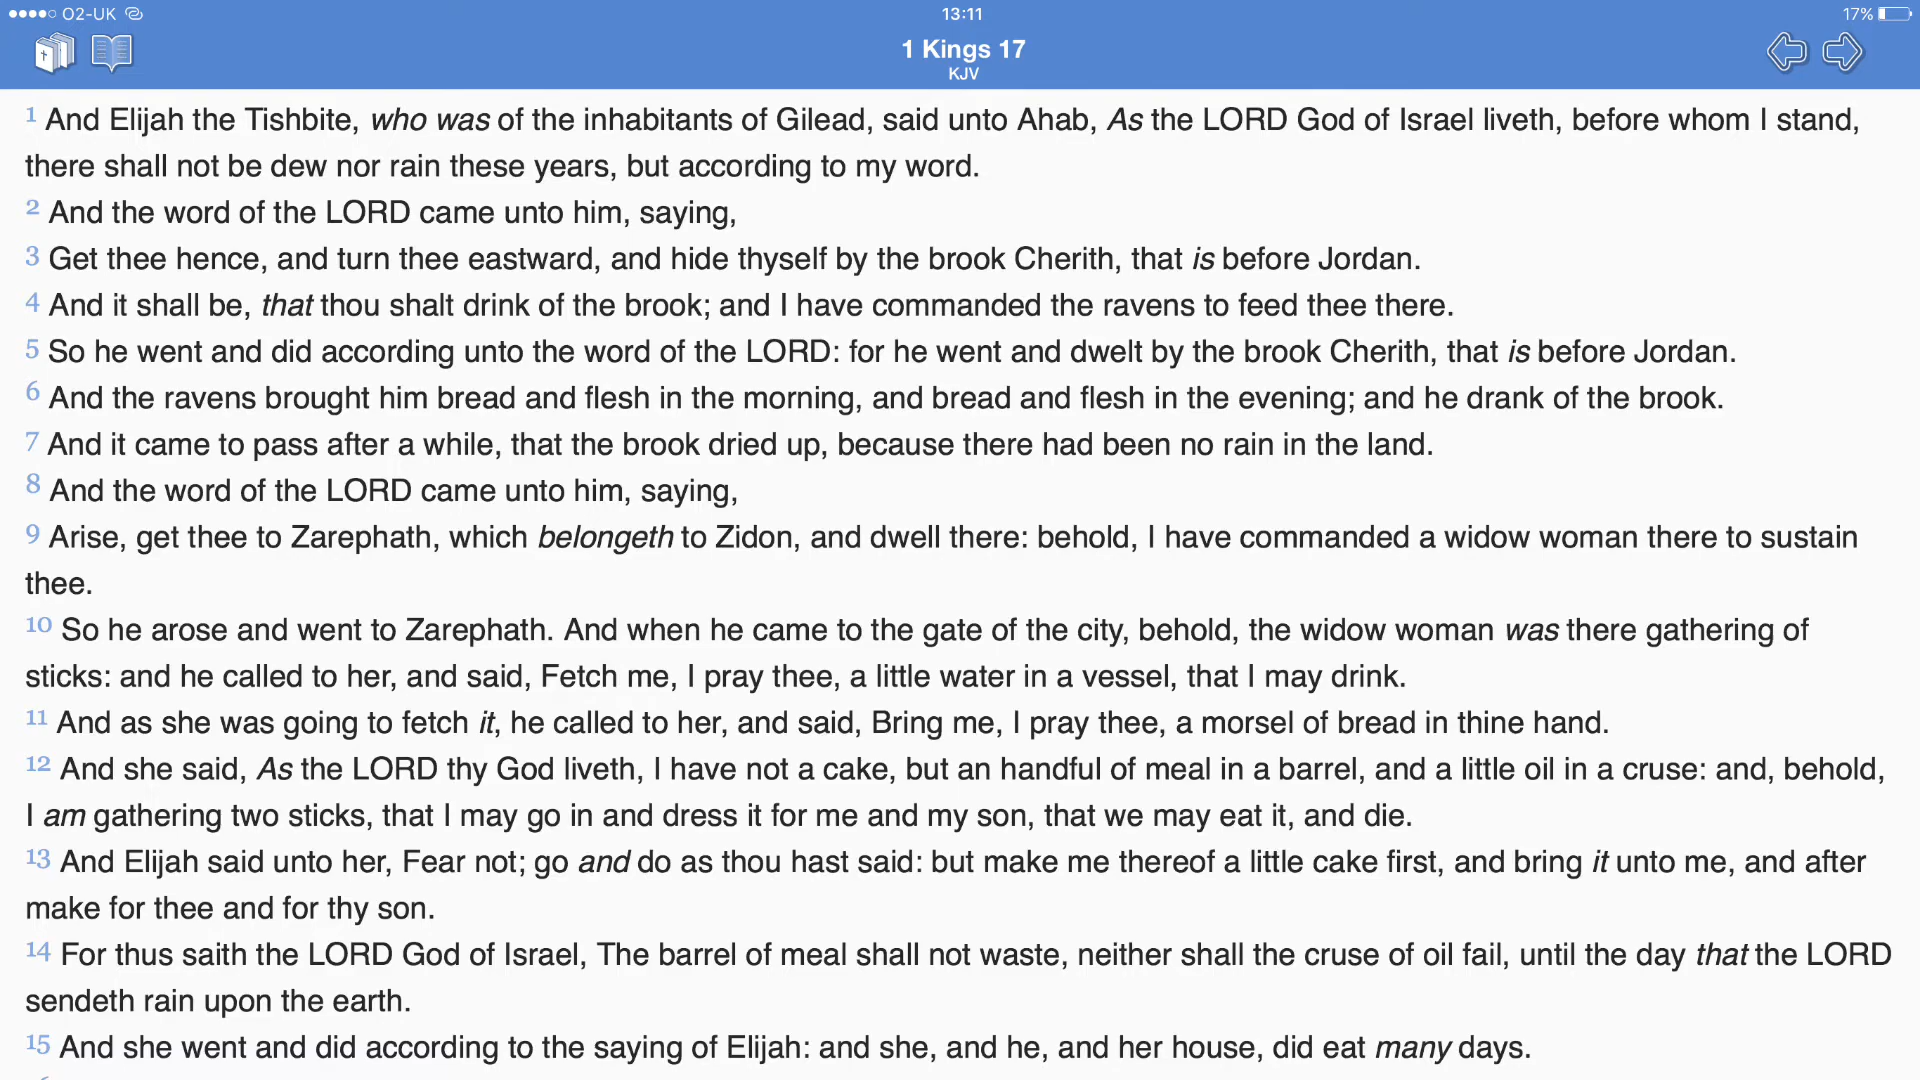 O2-UK 13:11 17%
1 Kings 17
KJV
1 And Elijah the Tishbite, who was of the inhabitants of Gilead, said unto Ahab, As the LORD God of Israel liveth, before whom I stand,
there shall not be dew nor rain these years, but according to my word.
2 And the word of the LORD came unto him, saying,
3 Get thee hence, and turn thee eastward, and hide thyself by the brook Cherith, that is before Jordan.
4 And it shall be, that thou shalt drink of the brook; and I have commanded the ravens to feed thee there.
5 So he went and did according unto the word of the LORD: for he went and dwelt by the brook Cherith, that is before Jordan.
6 And the ravens brought him bread and flesh in the morning, and bread and flesh in the evening; and he drank of the brook.
7 And it came to pass after a while, that the brook dried up, because there had been no rain in the land.
8 And the word of the LORD came unto him, saying,
9 Arise, get thee to Zarephath, which belongeth to Zidon, and dwell there: behold, I have commanded a widow woman there to sustain
thee.
10 So he arose and went to Zarephath. And when he came to the gate of the city, behold, the widow woman was there gathering of
sticks: and he called to her, and said, Fetch me, I pray thee, a little water in a vessel, that I may drink.
11 And as she was going to fetch it, he called to her, and said, Bring me, I pray thee, a morsel of bread in thine hand.
12 And she said, As the LORD thy God liveth, I have not a cake, but an handful of meal in a barrel, and a little oil in a cruse: and, behold,
I am gathering two sticks, that I may go in and dress it for me and my son, that we may eat it, and die.
13 And Elijah said unto her, Fear not; go and do as thou hast said: but make me thereof a little cake first, and bring it unto me, and after
make for thee and for thy son.
14 For thus saith the LORD God of Israel, The barrel of meal shall not waste, neither shall the cruse of oil fail, until the day that the LORD
sendeth rain upon the earth.
15 And she went and did according to the saying of Elijah: and she, and he, and her house, did eat many days.